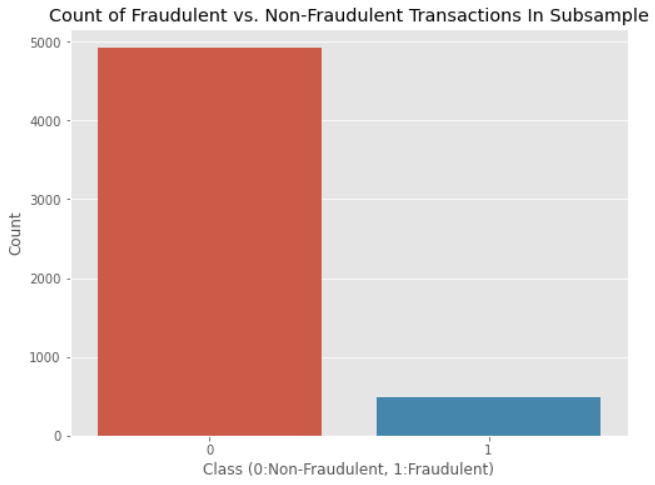 Count of Fraudulent vs. Non-Fraudulent Transactions In Subsample
5000
4000
3000
2000
1000
0
Count
0
1
Class (0:Non-Fraudulent, 1:Fraudulent)